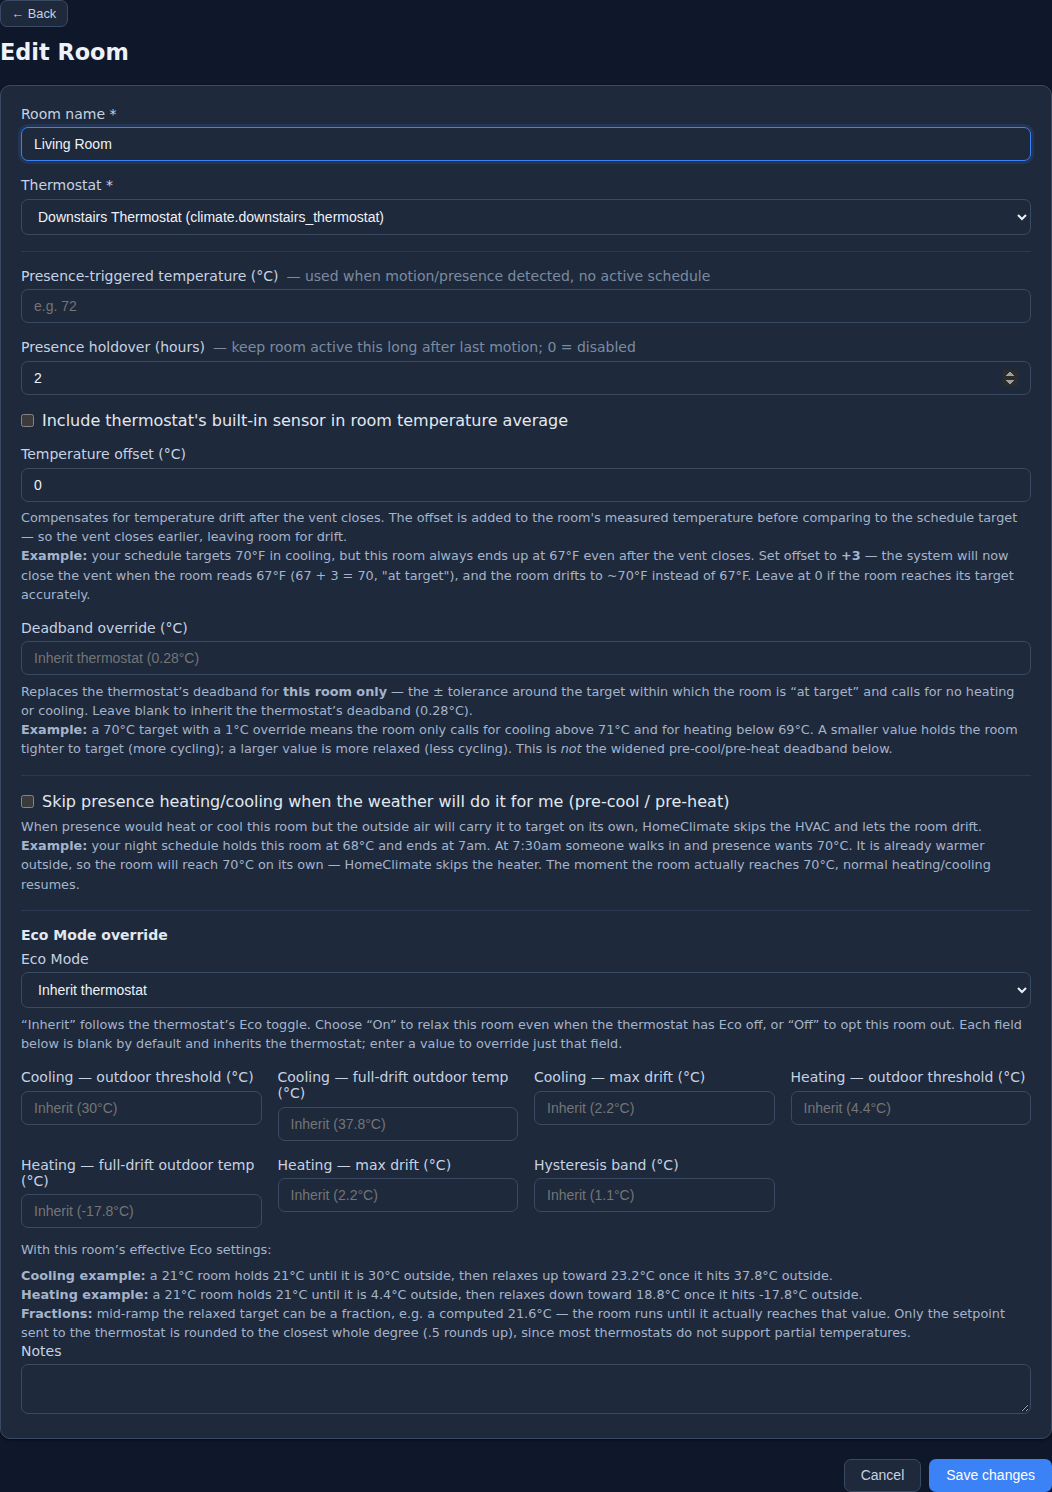 ← Back
Edit Room
Room name *
Living Room
Thermostat *
Downstairs Thermostat (climate.downstairs_thermostat)
Presence-triggered temperature (°C) — used when motion/presence detected, no active schedule
e.g. 72
Presence holdover (hours) — keep room active this long after last motion; 0 = disabled
2
Include thermostat's built-in sensor in room temperature average
Temperature offset (°C)
0
Compensates for temperature drift after the vent closes. The offset is added to the room's measured temperature before comparing to the schedule target
— so the vent closes earlier, leaving room for drift.
Example: your schedule targets 70°F in cooling, but this room always ends up at 67°F even after the vent closes. Set offset to +3 — the system will now
close the vent when the room reads 67°F (67 + 3 = 70, "at target"), and the room drifts to ~70°F instead of 67°F. Leave at 0 if the room reaches its target
accurately.
Deadband override (°C)
Inherit thermostat (0.28°C)
Replaces the thermostat’s deadband for this room only — the ± tolerance around the target within which the room is “at target” and calls for no heating
or cooling. Leave blank to inherit the thermostat’s deadband (0.28°C).
Example: a 70°C target with a 1°C override means the room only calls for cooling above 71°C and for heating below 69°C. A smaller value holds the room
tighter to target (more cycling); a larger value is more relaxed (less cycling). This is not the widened pre-cool/pre-heat deadband below.
Skip presence heating/cooling when the weather will do it for me (pre-cool / pre-heat)
When presence would heat or cool this room but the outside air will carry it to target on its own, HomeClimate skips the HVAC and lets the room drift.
Example: your night schedule holds this room at 68°C and ends at 7am. At 7:30am someone walks in and presence wants 70°C. It is already warmer
outside, so the room will reach 70°C on its own — HomeClimate skips the heater. The moment the room actually reaches 70°C, normal heating/cooling
resumes.
Eco Mode override
Eco Mode
Inherit thermostat
“Inherit” follows the thermostat’s Eco toggle. Choose “On” to relax this room even when the thermostat has Eco off, or “Off” to opt this room out. Each field
below is blank by default and inherits the thermostat; enter a value to override just that field.
Cooling — outdoor threshold (°C)
Inherit (30°C)
Cooling — full-drift outdoor temp
(°C)
Inherit (37.8°C)
Cooling — max drift (°C)
Inherit (2.2°C)
Heating — outdoor threshold (°C)
Inherit (4.4°C)
Heating — full-drift outdoor temp
(°C)
Inherit (-17.8°C)
Heating — max drift (°C)
Inherit (2.2°C)
Hysteresis band (°C)
Inherit (1.1°C)
With this room’s effective Eco settings:
Cooling example: a 21°C room holds 21°C until it is 30°C outside, then relaxes up toward 23.2°C once it hits 37.8°C outside.
Heating example: a 21°C room holds 21°C until it is 4.4°C outside, then relaxes down toward 18.8°C once it hits -17.8°C outside.
Fractions: mid-ramp the relaxed target can be a fraction, e.g. a computed 21.6°C — the room runs until it actually reaches that value. Only the setpoint
sent to the thermostat is rounded to the closest whole degree (.5 rounds up), since most thermostats do not support partial temperatures.
Notes
Cancel
Save changes